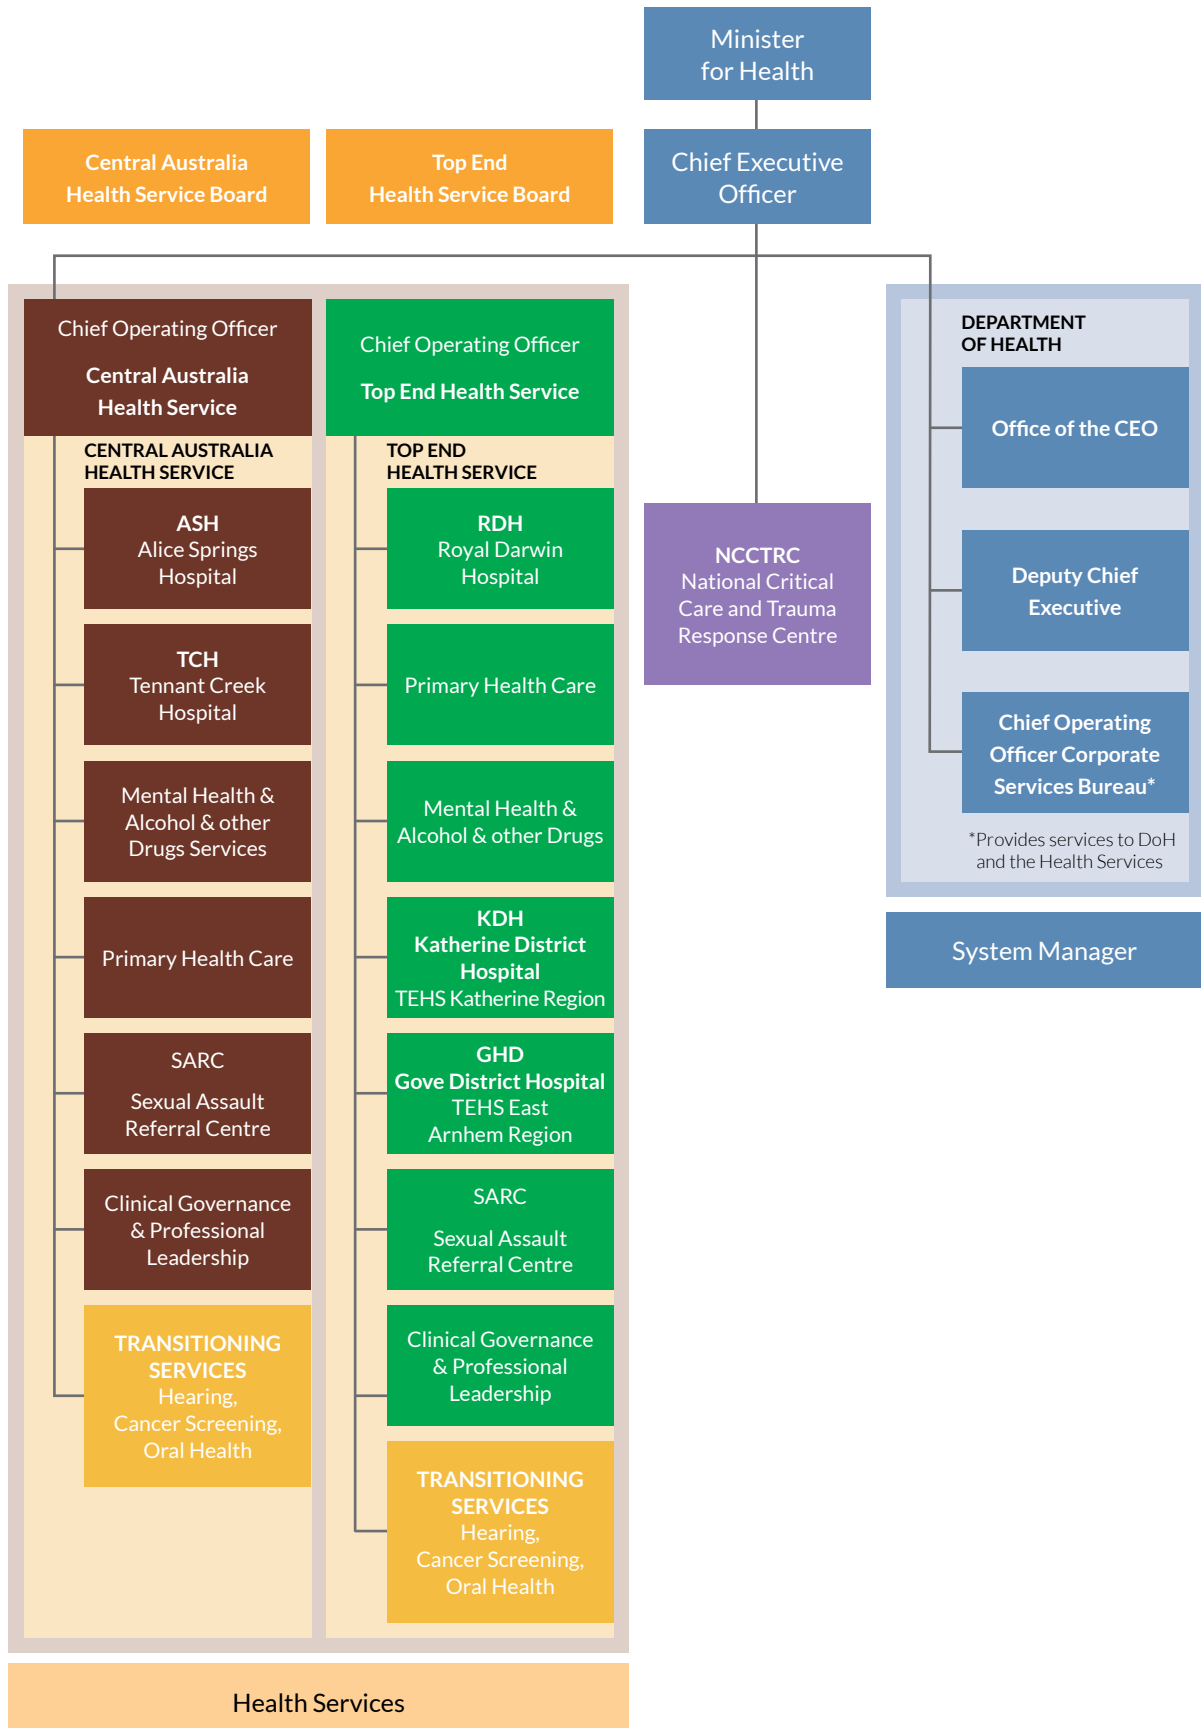 Minister
for Health
Central Australia
Health Service Board
Top End
Health Service Board
Chief Executive
Officer
Chief Operating Officer
Central Australia
Health Service
Chief Operating Officer
Top End Health Service
CENTRAL AUSTRALIA
HEALTH SERVICE
ASH
Alice Springs
Hospital
TCH
Tennant Creek
Hospital
Mental Health &
Alcohol & other
Drugs Services
Primary Health Care
SARC
Sexual Assault
Referral Centre
Clinical Governance
& Professional
Leadership
TRANSITIONING
SERVICES
Hearing,
Cancer Screening,
Oral Health
TOP END
HEALTH SERVICE
RDH
Royal Darwin
Hospital
Primary Health Care
Mental Health &
Alcohol & other Drugs
KDH
Katherine District
Hospital
TEHS Katherine Region
GHD
Gove District Hospital
TEHS East
Arnhem Region
SARC
Sexual Assault
Referral Centre
Clinical Governance
& Professional
Leadership
TRANSITIONING
SERVICES
Hearing,
Cancer Screening,
Oral Health
Health Services
NCCTRC
National Critical
Care and Trauma
Response Centre
DEPARTMENT
OF HEALTH
Office of the CEO
Deputy Chief
Executive
Chief Operating
Officer Corporate
Services Bureau*
*Provides services to DoH
and the Health Services
System Manager